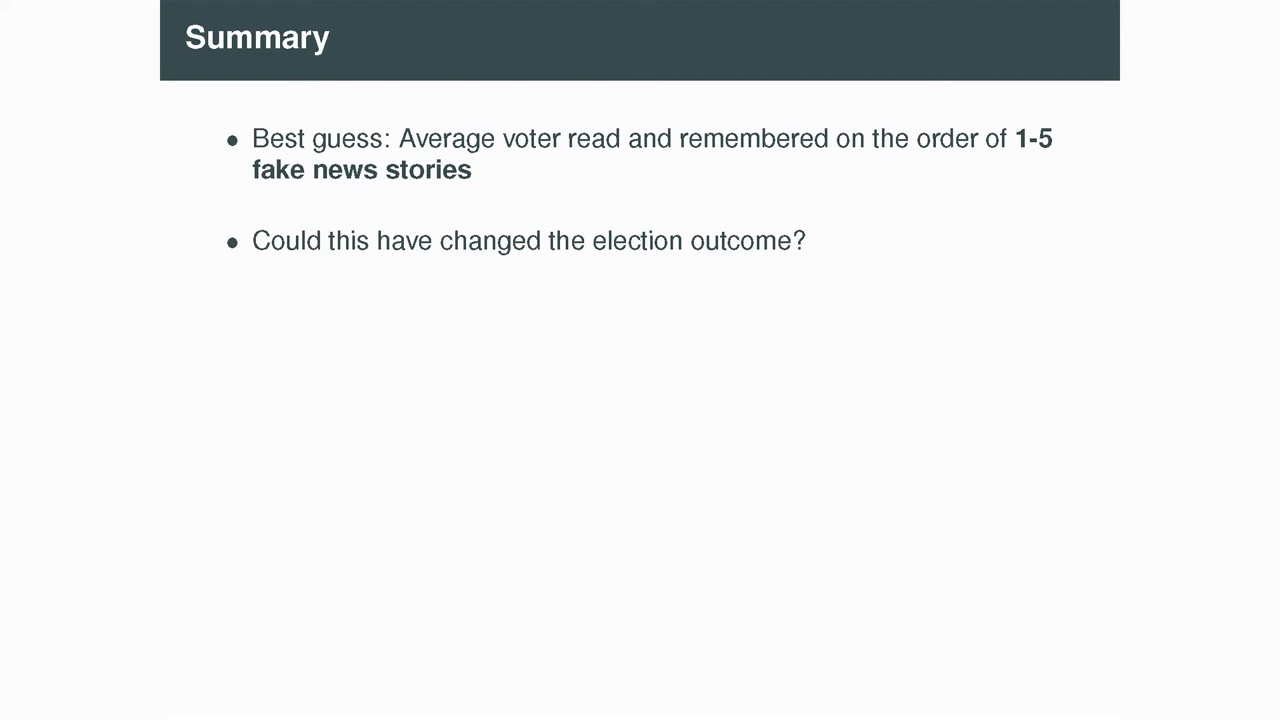 Summary
• Best guess: Average voter read and remembered on the order of 1-5
fake news stories
• Could this have changed the election outcome?